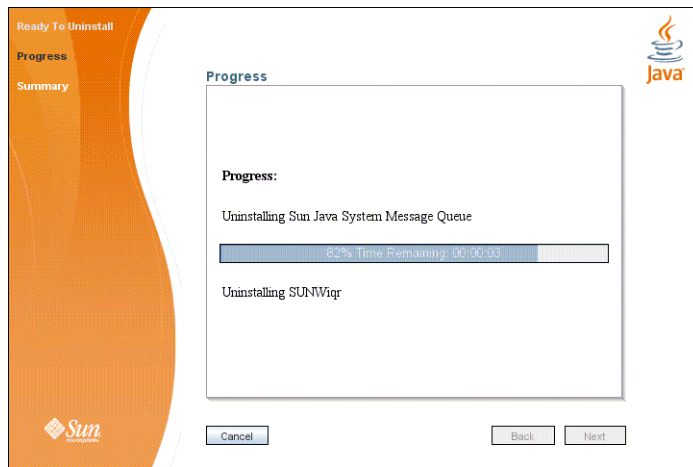 Ready To Uninstall
Progress
Summary
Java
Progress
Progress:
Uninstalling Sun Java System Message Queue
82% Time Remaining: 00:00:03
Uninstalling SUNWiqr
Sun
microsystems
Cancel
Back
Next